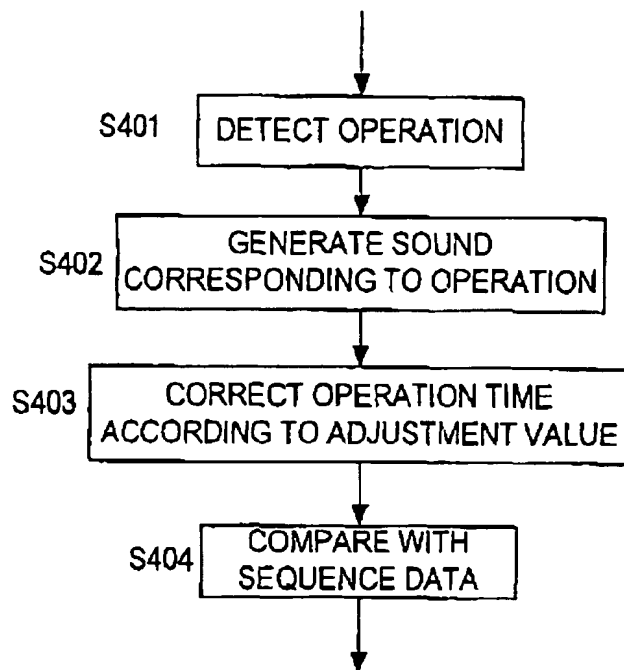 S401 DETECT OPERATION
S402 GENERATE SOUND
CORRESPONDING TO OPERATION
S403 CORRECT OPERATION TIME
ACCORDING TO ADJUSTMENT VALUE
S404 COMPARE WITH
SEQUENCE DATA